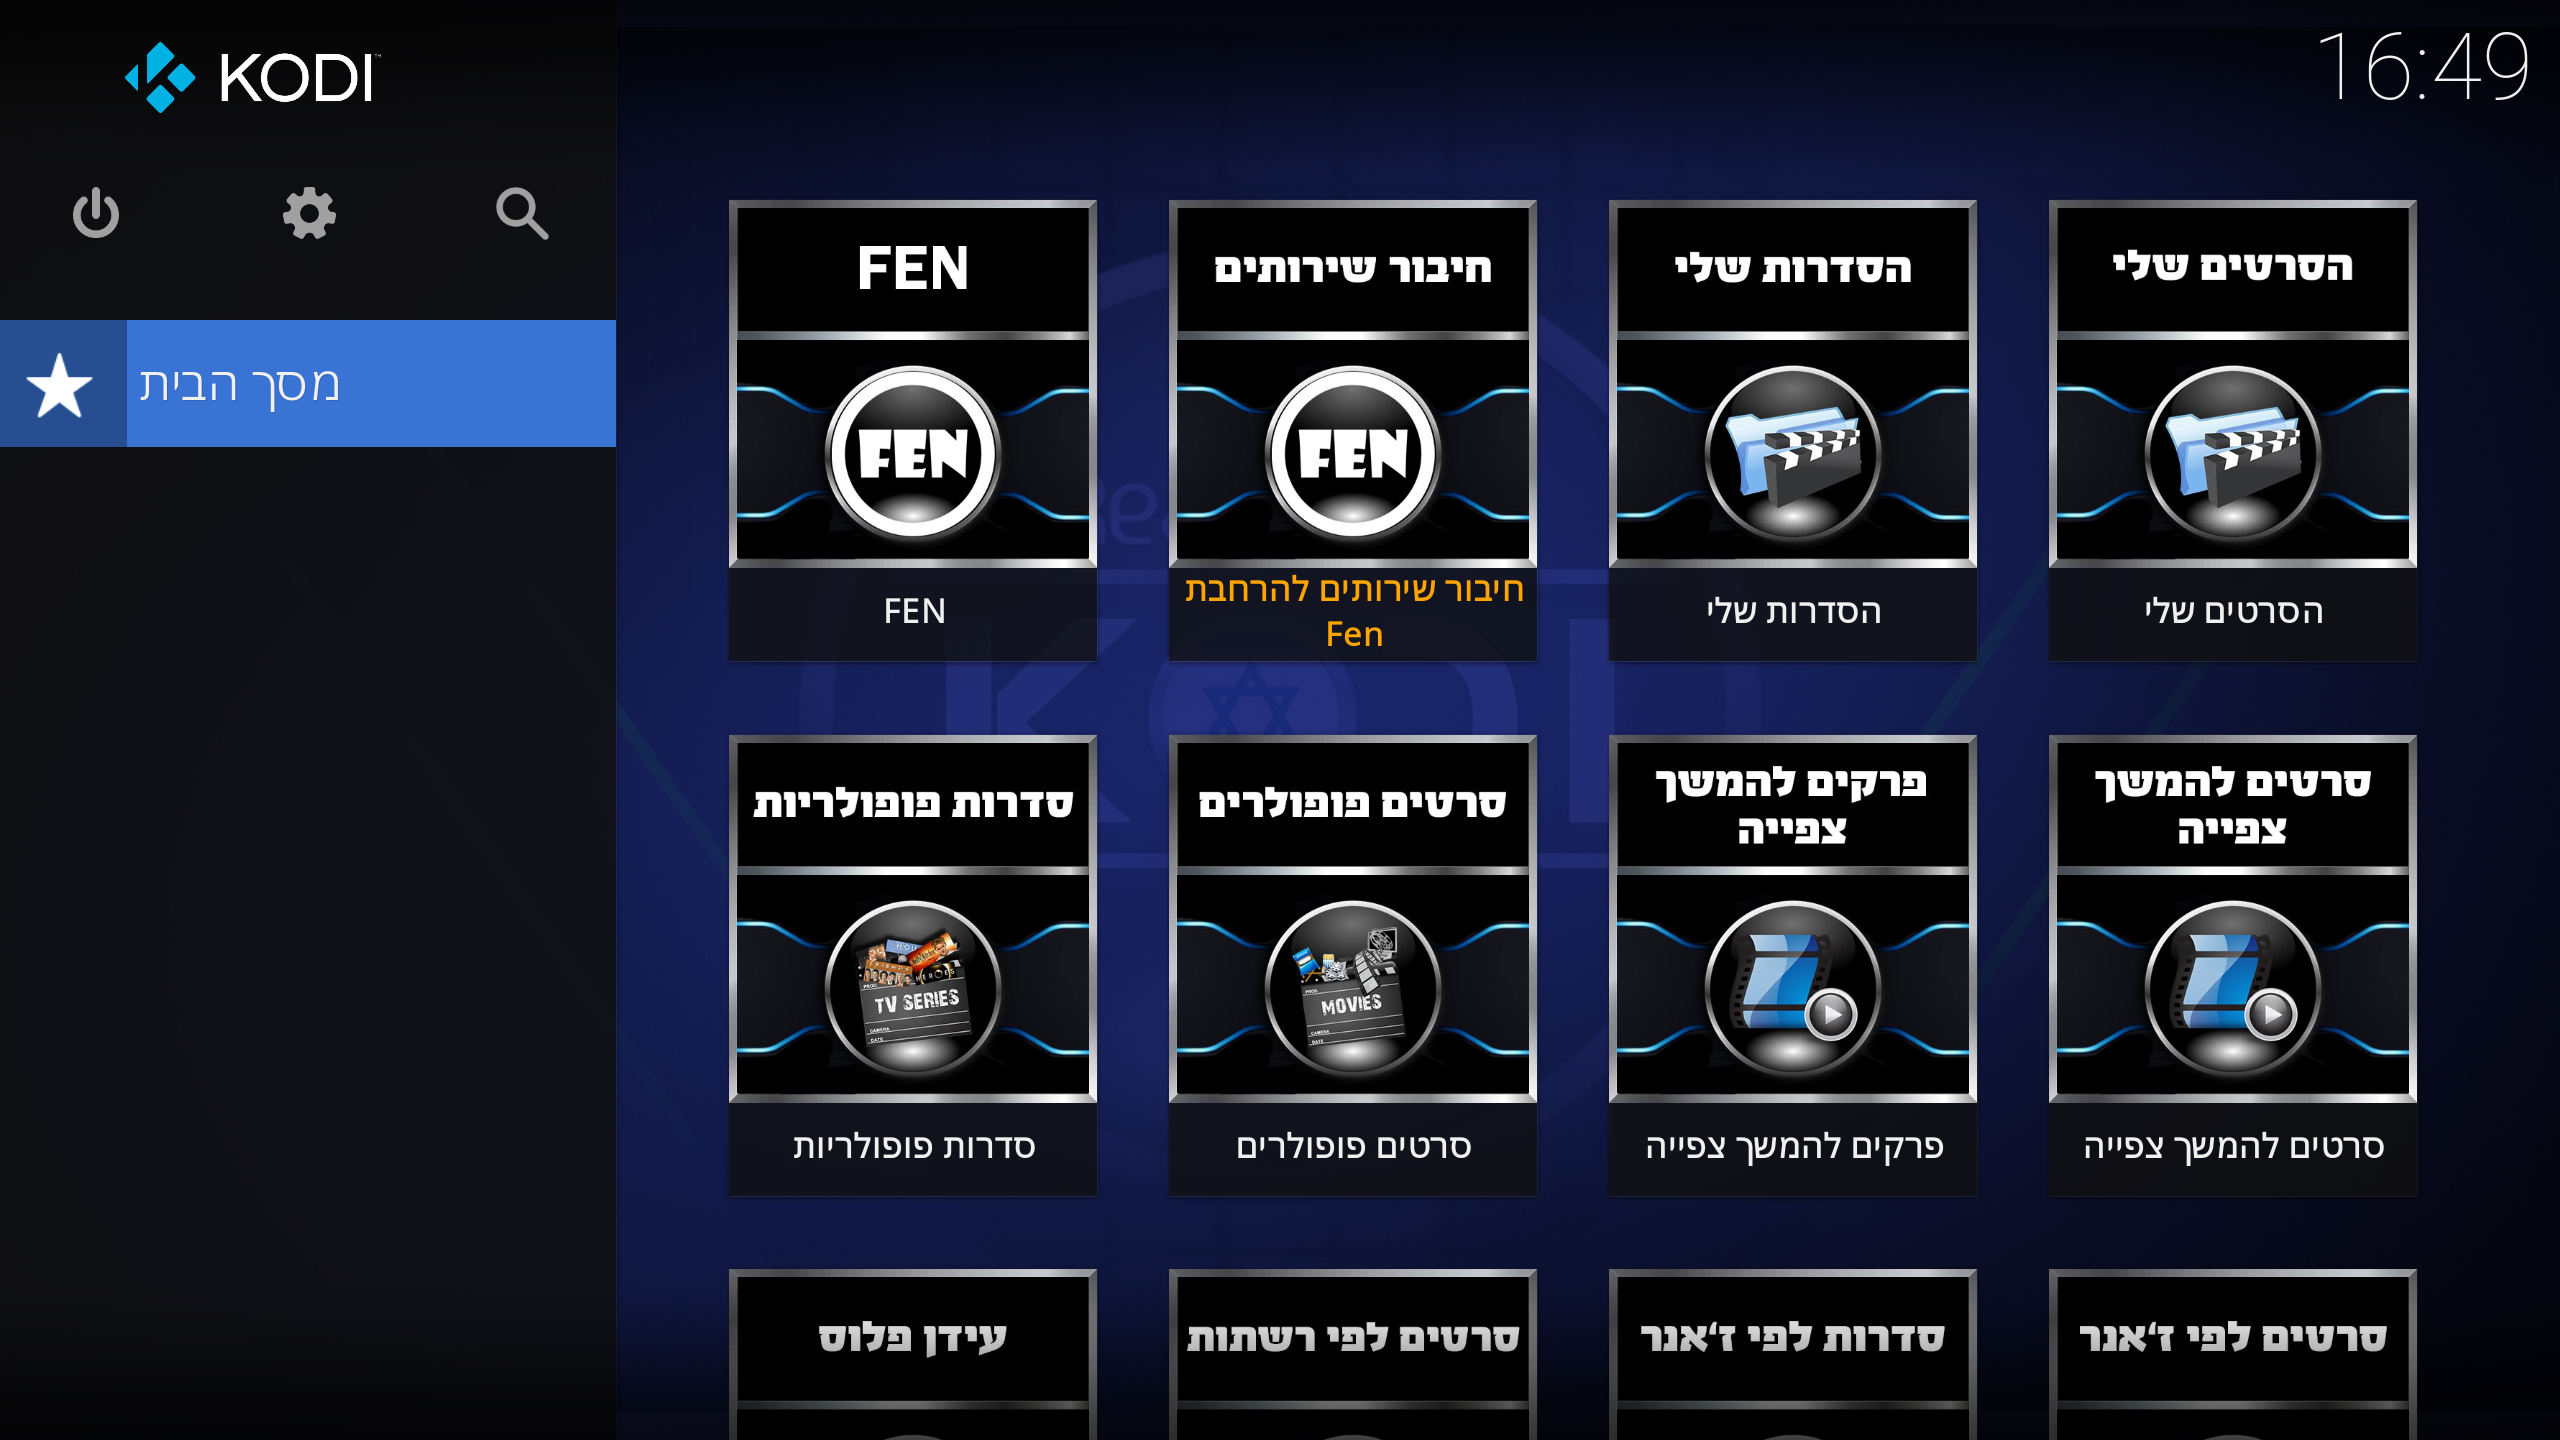 KODI
16:49
מסך הבית
הסרטים שלי
הסרטים שלי
הסדרות שלי
הסדרות שלי
חיבור שירותים
FEN
חיבור שירותים להרחבת
Fen
FEN
FEN
FEN
סרטים להמשך
צפייה
סרטים להמשך צפייה
פרקים להמשך
צפייה
פרקים להמשך צפייה
סרטים פופולרים
MOVIES
סרטים פופולרים
סדרות פופולריות
FRIENDS
HEROES
TV SERIES
סדרות פופולריות
סרטים לפי ז'אנר
סדרות לפי ז'אנר
סרטים לפי רשתות
עידן פלוס
KODI